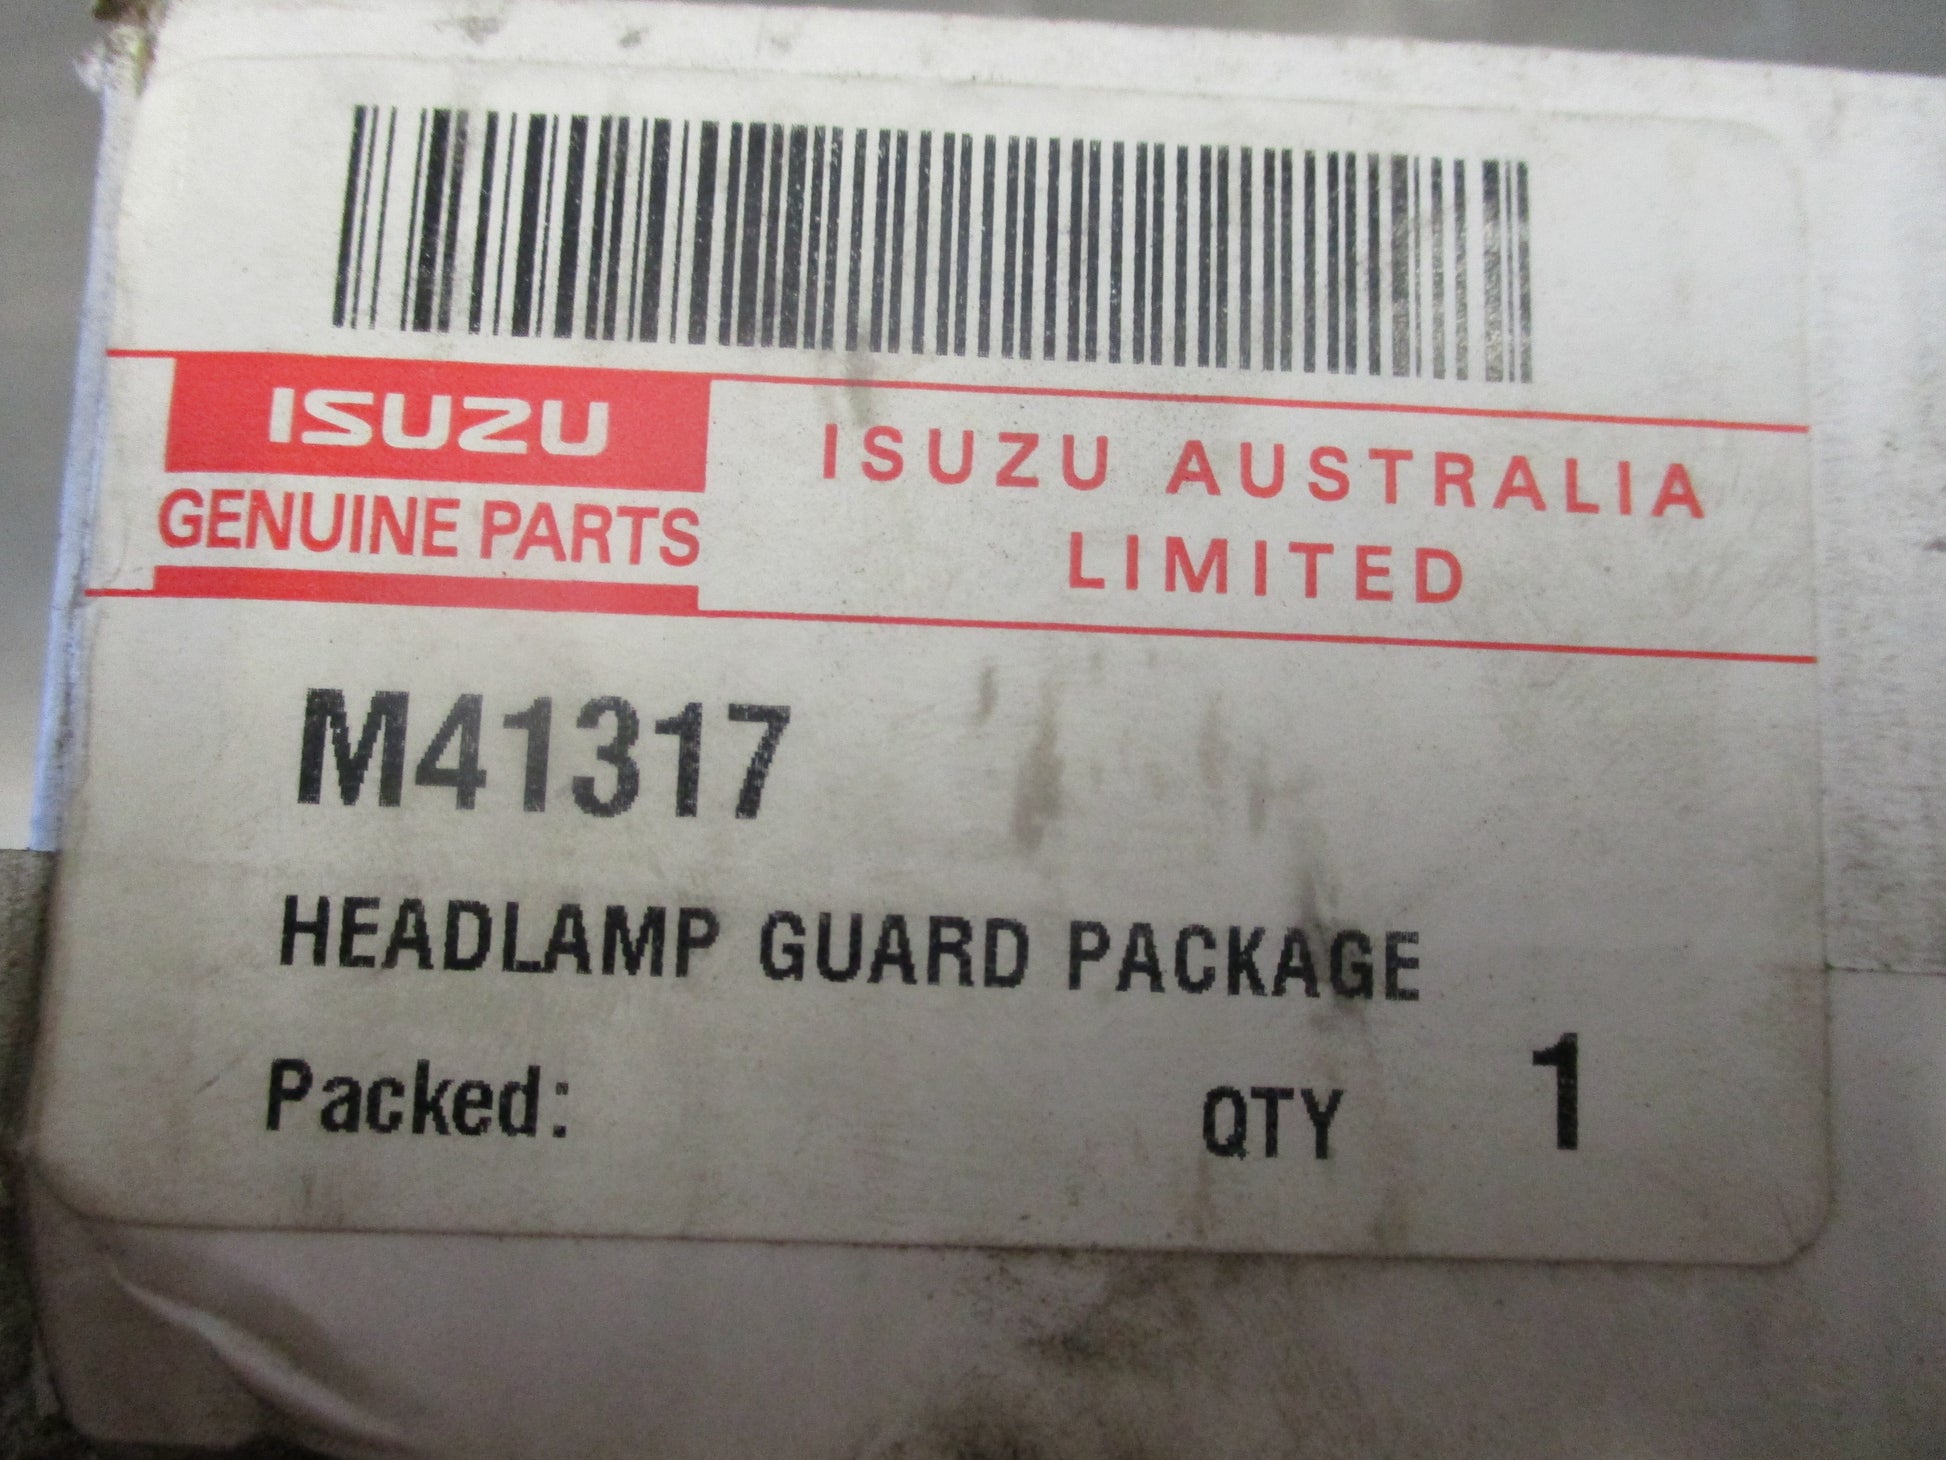 ISUZU
GENUINE PARTS
ISUZU AUSTRALIA
LIMITED
M41317
HEADLAMP GUARD PACKAGE
Packed:
QTY 1